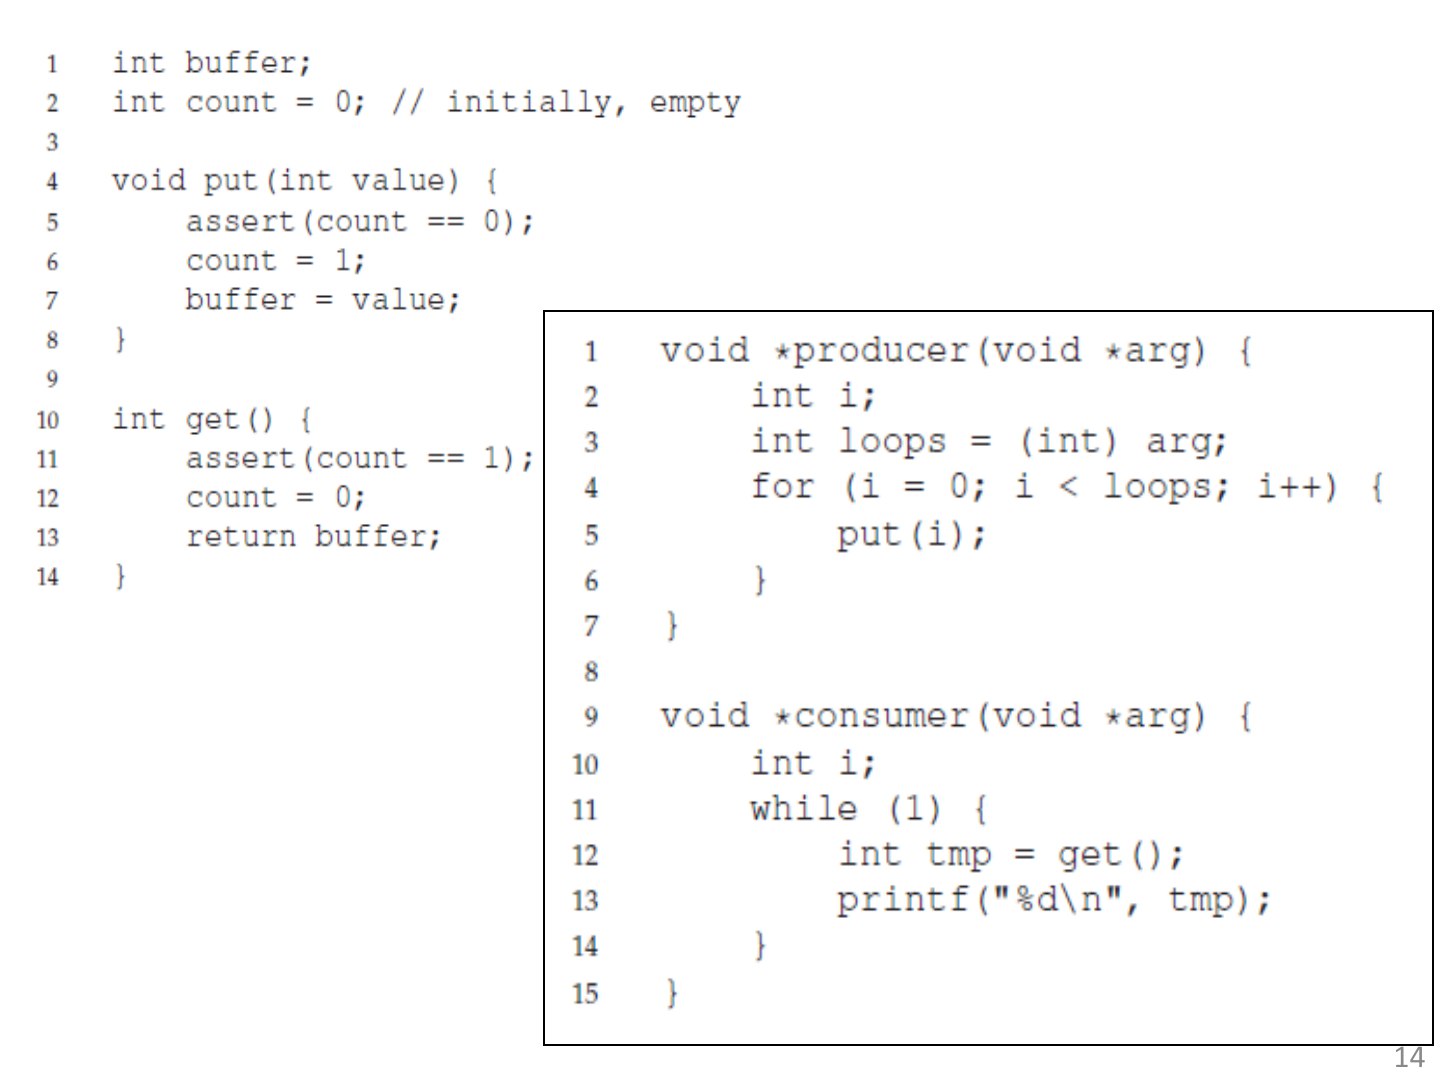 1 int buffer;
2 int count = 0; // initially, empty
3
4 void put(int value) {
5 assert(count == 0);
6 count = 1;
7 buffer = value;
8 }
9
10 int get() {
11 assert(count == 1);
12 count = 0;
13 return buffer;
14 }
1 void *producer(void *arg) {
2 int i;
3 int loops = (int) arg;
4 for (i = 0; i < loops; i++) {
5 put(i);
6 }
7 }
8
9 void *consumer(void *arg) {
10 int i;
11 while (1) {
12 int tmp = get();
13 printf("%d\n", tmp);
14 }
15 }
14